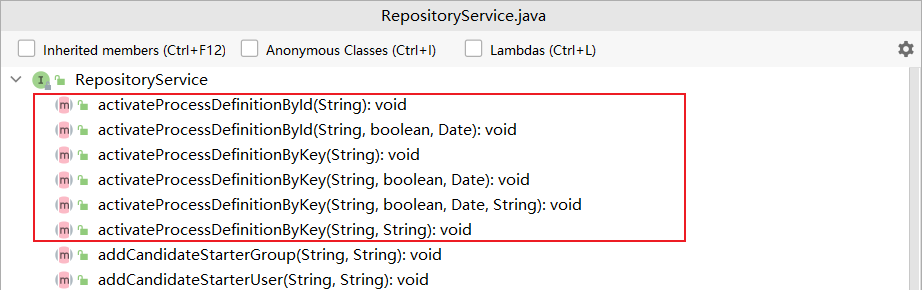 RepositoryService.java
Inherited members (Ctrl+F12) Anonymous Classes (Ctrl+I) Lambdas (Ctrl+L)
I RepositoryService
m activateProcessDefinitionById(String): void
m activateProcessDefinitionById(String, boolean, Date): void
m activateProcessDefinitionByKey(String): void
m activateProcessDefinitionByKey(String, boolean, Date): void
m activateProcessDefinitionByKey(String, boolean, Date, String): void
m activateProcessDefinitionByKey(String, String): void
m addCandidateStarterGroup(String, String): void
m addCandidateStarterUser(String, String): void